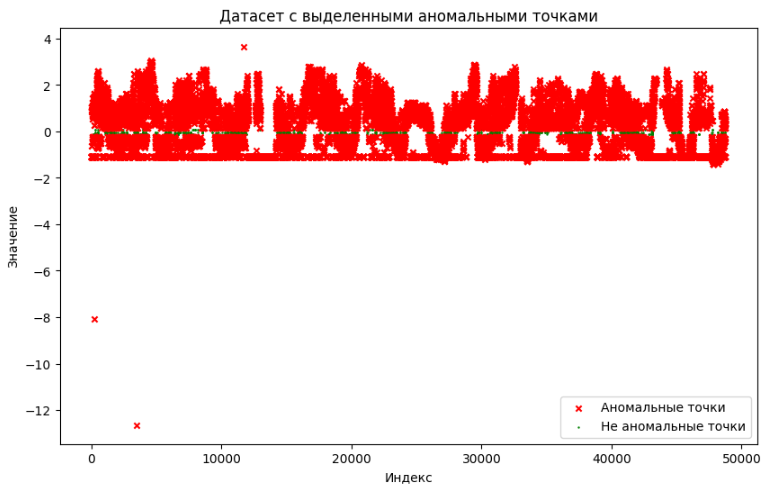 Датасет с выделенными аномальными точками
4
2
0
−2
−4
−6
−8
−10
−12
Значение
0 10000 20000 30000 40000 50000
Индекс
Аномальные точки
Не аномальные точки